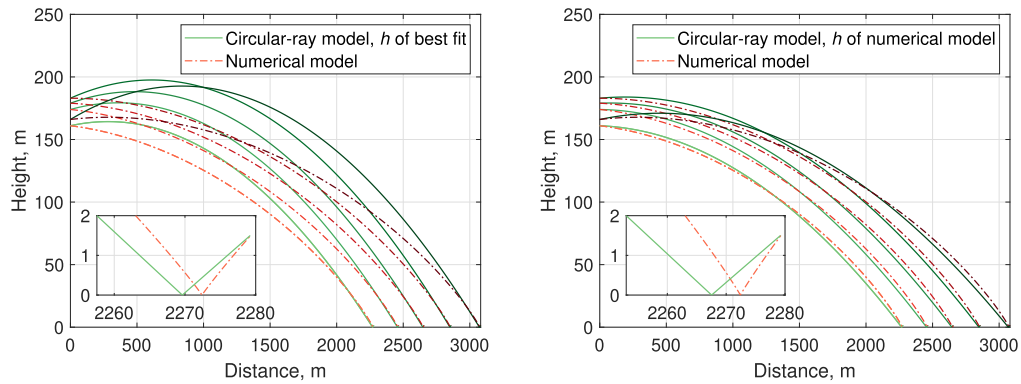 250
200
150
100
50
0
Height, m
0 500 1000 1500 2000 2500 3000
Distance, m
Circular-ray model, h of best fit
Numerical model
2
1
0
2260 2270 2280
250
200
150
100
50
0
Height, m
0 500 1000 1500 2000 2500 3000
Distance, m
Circular-ray model, h of numerical model
Numerical model
2
1
0
2260 2270 2280